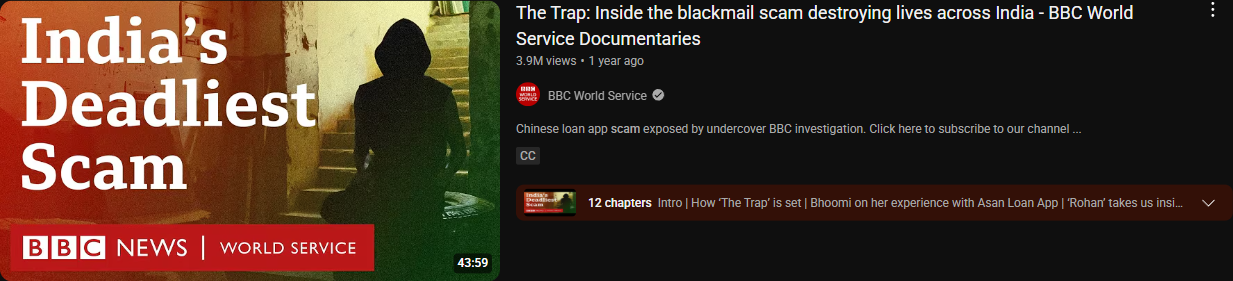 India's
Deadliest
Scam
BBC NEWS | WORLD SERVICE
43:59
The Trap: Inside the blackmail scam destroying lives across India - BBC World
Service Documentaries
3.9M views • 1 year ago
BBC World Service
Chinese loan app scam exposed by undercover BBC investigation. Click here to subscribe to our channel ...
CC
12 chapters Intro | How ‘The Trap’ is set | Bhoomi on her experience with Asan Loan App | ‘Rohan’ takes us insi...